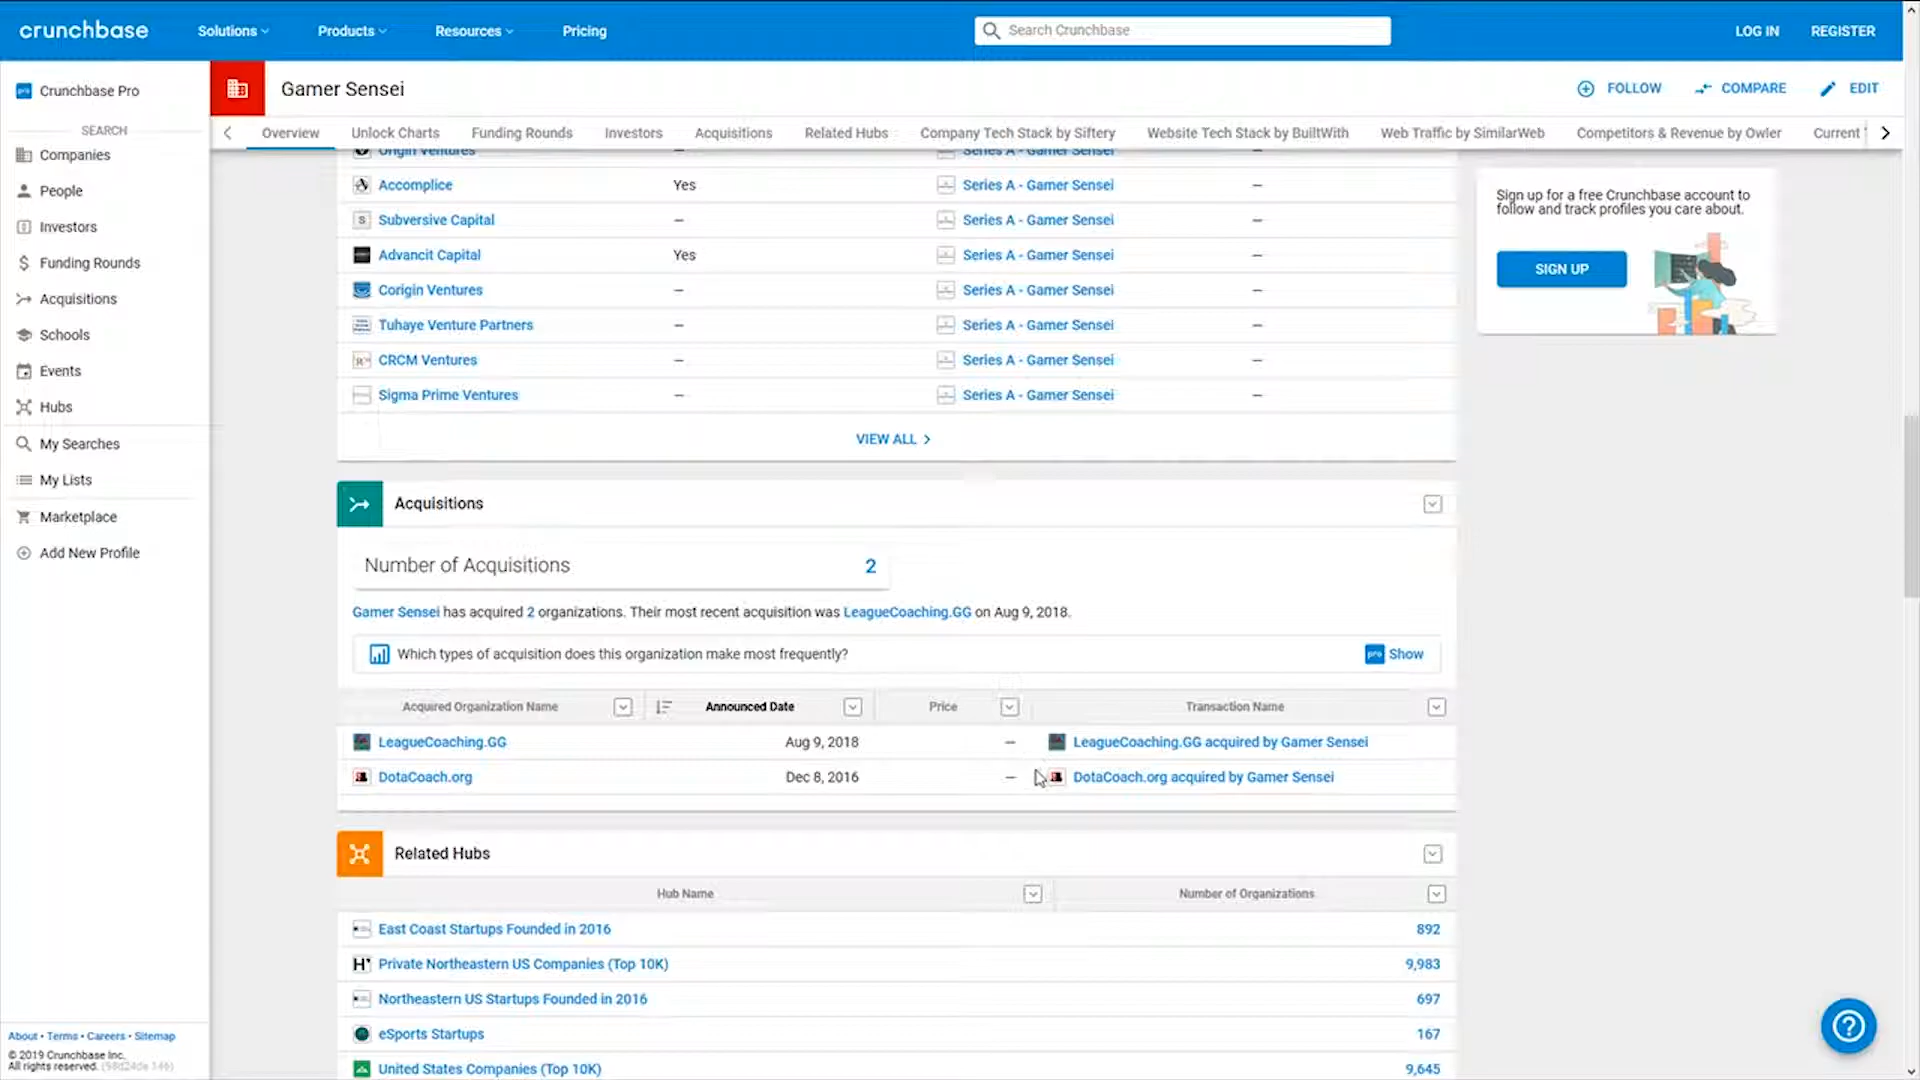 crunchbase
Solutions
Products
Resources
Pricing
Search Crunchbase
LOG IN
REGISTER
pro Crunchbase Pro
SEARCH
Companies
People
Investors
Funding Rounds
Acquisitions
Schools
Events
Hubs
My Searches
My Lists
Marketplace
Add New Profile
About • Terms • Careers • Sitemap
© 2019 Crunchbase Inc.
All rights reserved. (98d24de 146)
Gamer Sensei
FOLLOW
COMPARE
EDIT
Overview
Unlock Charts
Funding Rounds
Investors
Acquisitions
Related Hubs
Company Tech Stack by Siftery
Website Tech Stack by BuiltWith
Web Traffic by SimilarWeb
Competitors & Revenue by Owler
Current
Origin Ventures — Series A - Gamer Sensei
Accomplice Yes Series A - Gamer Sensei —
S Subversive Capital — Series A - Gamer Sensei —
Advancit Capital Yes Series A - Gamer Sensei —
Corigin Ventures — Series A - Gamer Sensei —
Tuhaye Venture Partners — Series A - Gamer Sensei —
CRCM Ventures — Series A - Gamer Sensei —
Sigma Prime Ventures — Series A - Gamer Sensei —
VIEW ALL
Sign up for a free Crunchbase account to
follow and track profiles you care about.
SIGN UP
Acquisitions
Number of Acquisitions 2
Gamer Sensei has acquired 2 organizations. Their most recent acquisition was LeagueCoaching.GG on Aug 9, 2018.
Which types of acquisition does this organization make most frequently? pro Show
Acquired Organization Name Announced Date Price Transaction Name
LeagueCoaching.GG Aug 9, 2018 — LeagueCoaching.GG acquired by Gamer Sensei
DotaCoach.org Dec 8, 2016 — DotaCoach.org acquired by Gamer Sensei
Related Hubs
Hub Name Number of Organizations
East Coast Startups Founded in 2016 892
H Private Northeastern US Companies (Top 10K) 9,983
Northeastern US Startups Founded in 2016 697
eSports Startups 167
United States Companies (Top 10K) 9,645